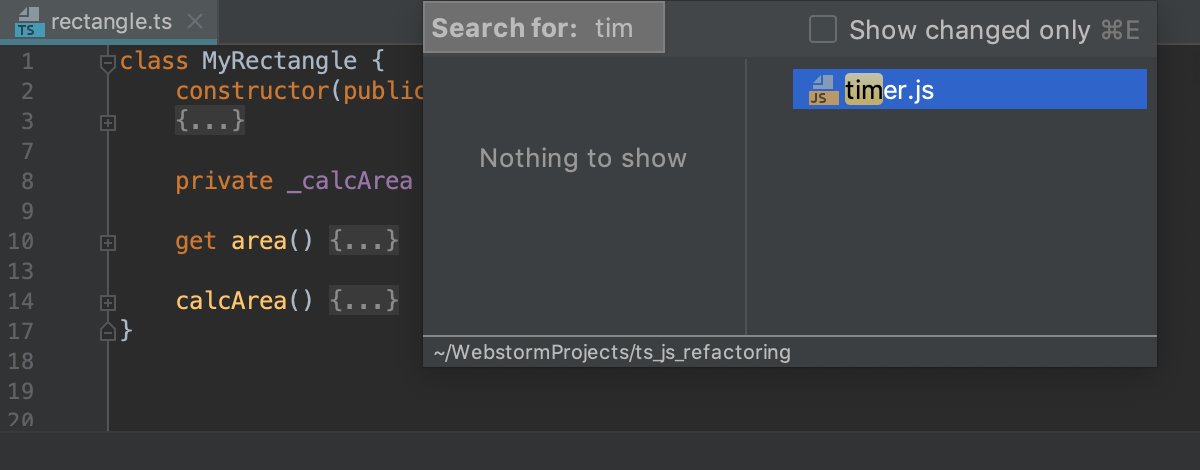 TS rectangle.ts
Search for: tim
Show changed only ⌘E
1 class MyRectangle {
2 constructor(public
3 {...}
7
8 private _calcArea
9
10 get area() {...}
13
14 calcArea() {...}
17 }
18
19
20
JS timer.js
Nothing to show
~/WebstormProjects/ts_js_refactoring